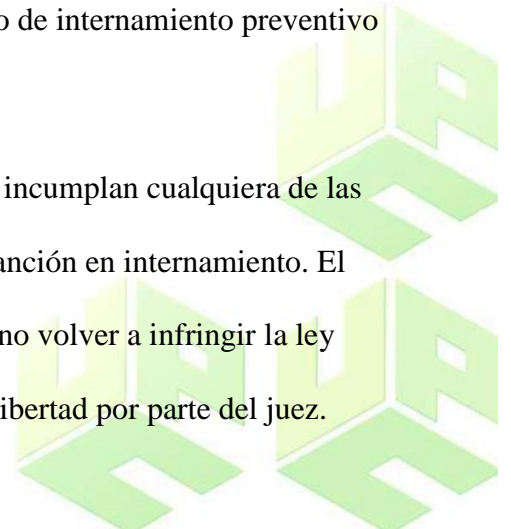 o de internamiento preventivo
incumplan cualquiera de las
anción en internamiento. El
no volver a infringir la ley
ibertad por parte del juez.